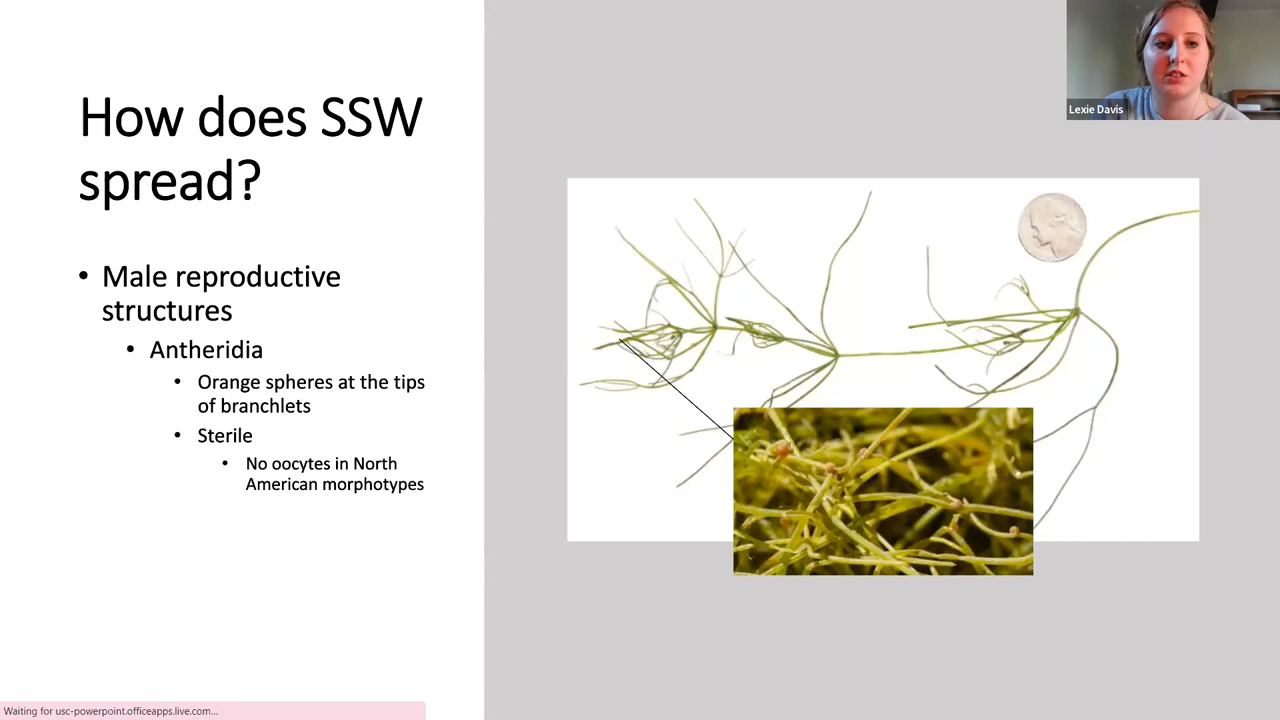 How does SSW
spread?
• Male reproductive
structures
• Antheridia
• Orange spheres at the tips
of branchlets
• Sterile
• No oocytes in North
American morphotypes
Lexie Davis
Waiting for usc-powerpoint.officeapps.live.com...